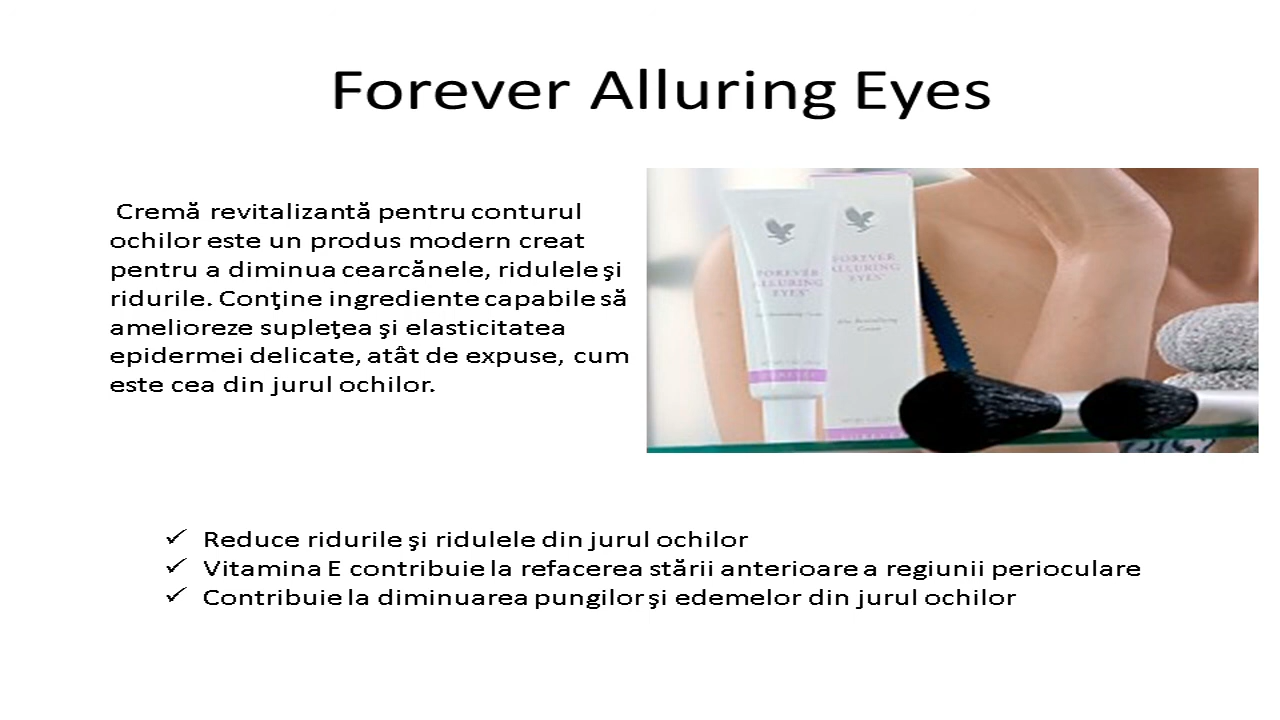 Forever Alluring Eyes
Cremă revitalizantă pentru conturul
ochilor este un produs modern creat
pentru a diminua cearcănele, ridulele şi
ridurile. Conţine ingrediente capabile să
amelioreze supleţea şi elasticitatea
epidermei delicate, atât de expuse, cum
este cea din jurul ochilor.
FOREVER
ALLURING
EYES
FOREVER
FOREVER
ALLURING
EYES
FOREVER
✓ Reduce ridurile şi ridulele din jurul ochilor
✓ Vitamina E contribuie la refacerea stării anterioare a regiunii perioculare
✓ Contribuie la diminuarea pungilor şi edemelor din jurul ochilor